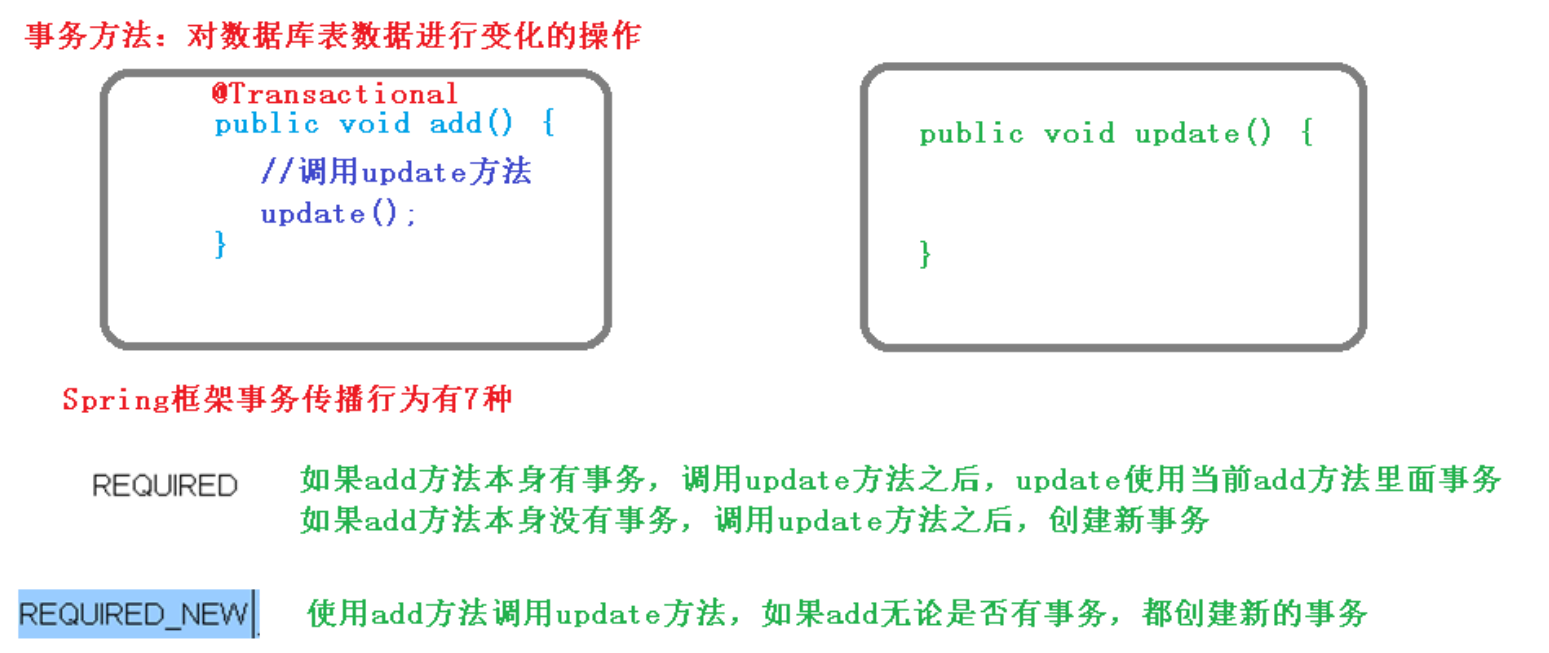 事务方法：对数据库表数据进行变化的操作
@Transactional
public void add() {
//调用update方法
update();
}
public void update() {
}
Spring框架事务传播行为有7种
REQUIRED
如果add方法本身有事务，调用update方法之后，update使用当前add方法里面事务
如果add方法本身没有事务，调用update方法之后，创建新事务
REQUIRED_NEW
使用add方法调用update方法，如果add无论是否有事务，都创建新的事务